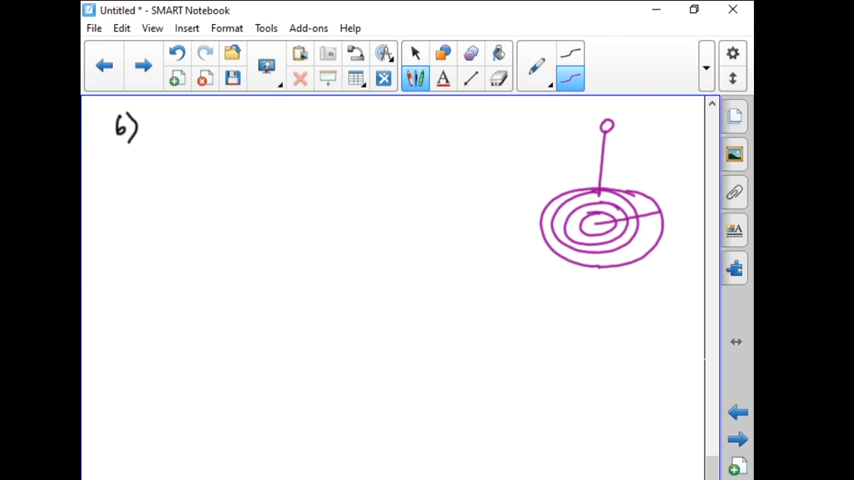 Untitled * - SMART Notebook
File Edit View Insert Format Tools Add-ons Help
A
6)